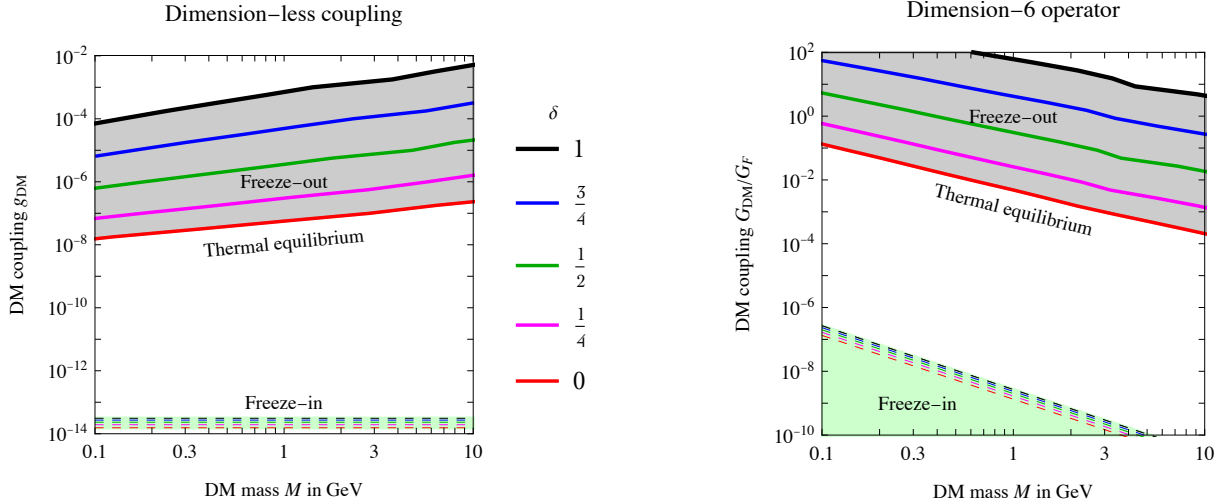 Dimension−less coupling
DM coupling g_DM
10^−2
10^−4
10^−6
10^−8
10^−10
10^−12
10^−14
Freeze−out
Thermal equilibrium
Freeze−in
0.1 0.3 1 3 10
DM mass M in GeV
δ
1
3/4
1/2
1/4
0
Dimension−6 operator
DM coupling G_DM/G_F
10^2
10^0
10^−2
10^−4
10^−6
10^−8
10^−10
Freeze−out
Thermal equilibrium
Freeze−in
0.1 0.3 1 3 10
DM mass M in GeV